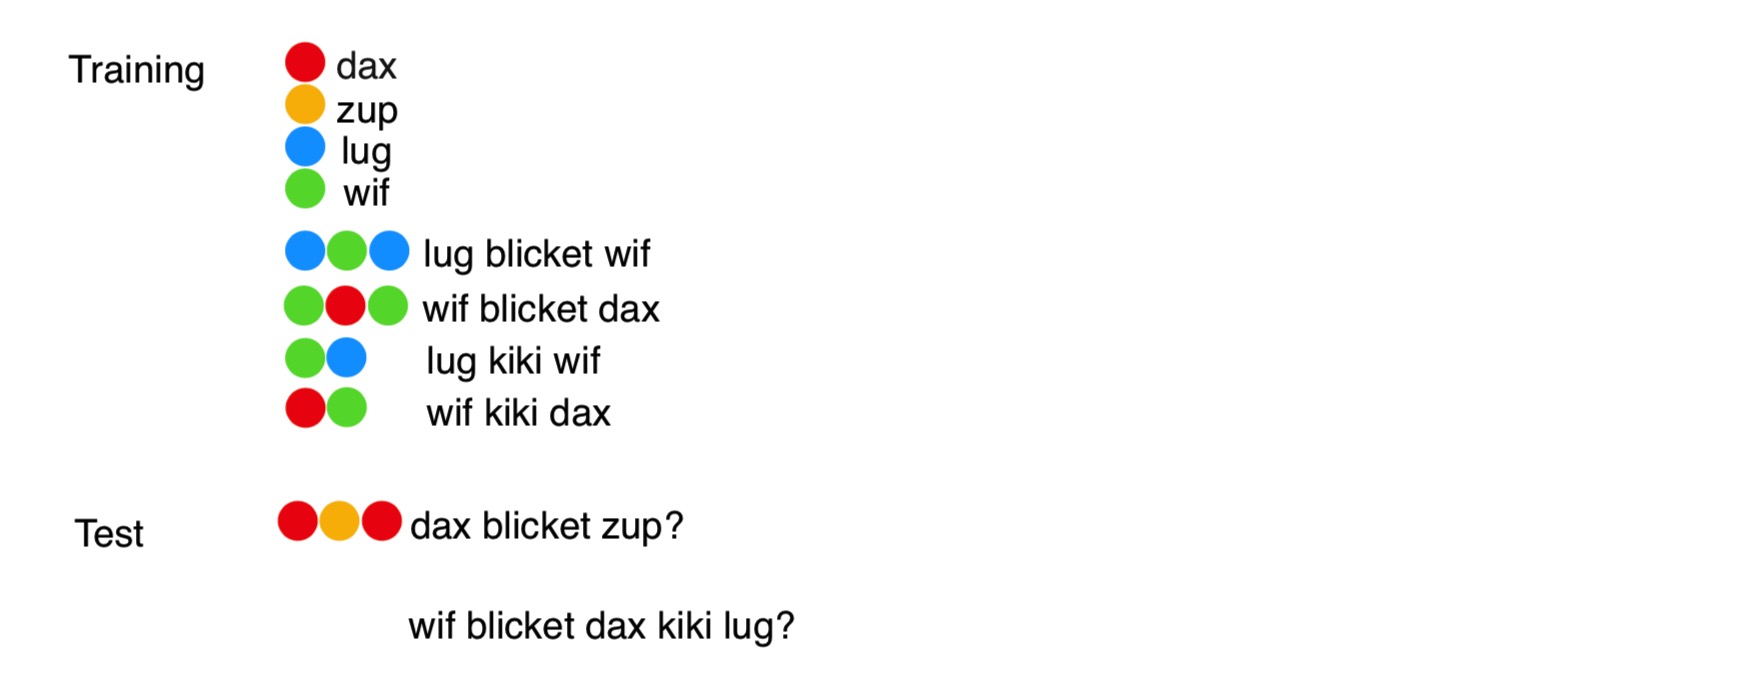 Training
dax
zup
lug
wif
lug blicket wif
wif blicket dax
lug kiki wif
wif kiki dax
Test
dax blicket zup?
wif blicket dax kiki lug?